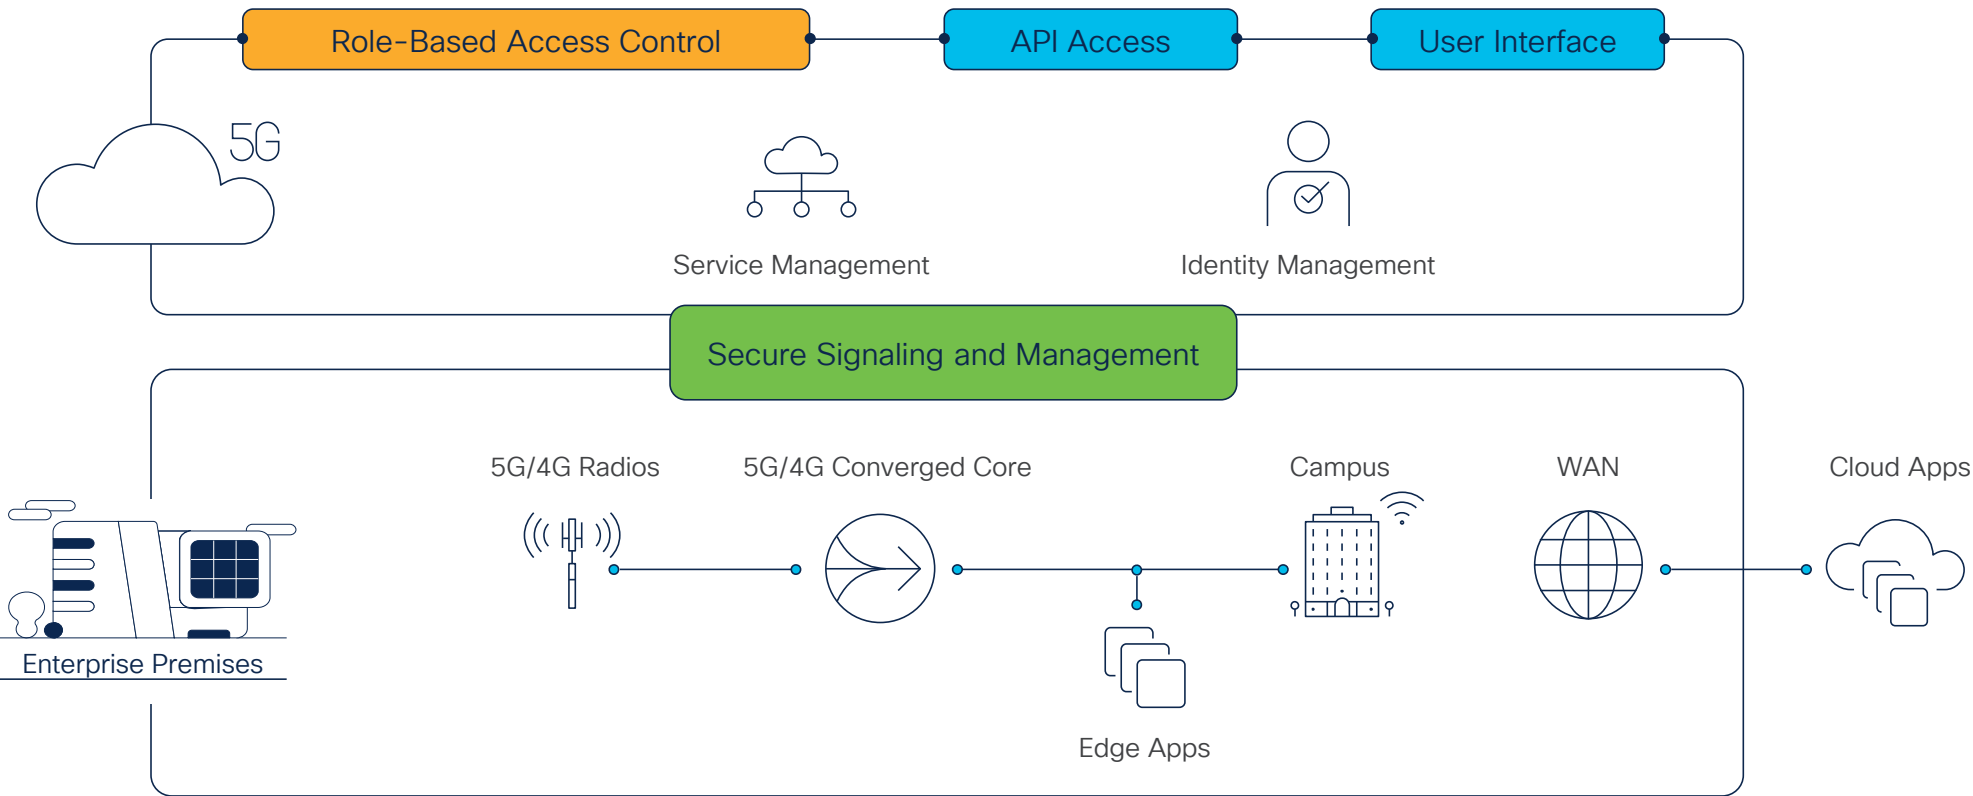 Role-Based Access Control
API Access
User Interface
5G
Service Management
Identity Management
Secure Signaling and Management
5G/4G Radios
5G/4G Converged Core
Campus
WAN
Cloud Apps
Enterprise Premises
Edge Apps